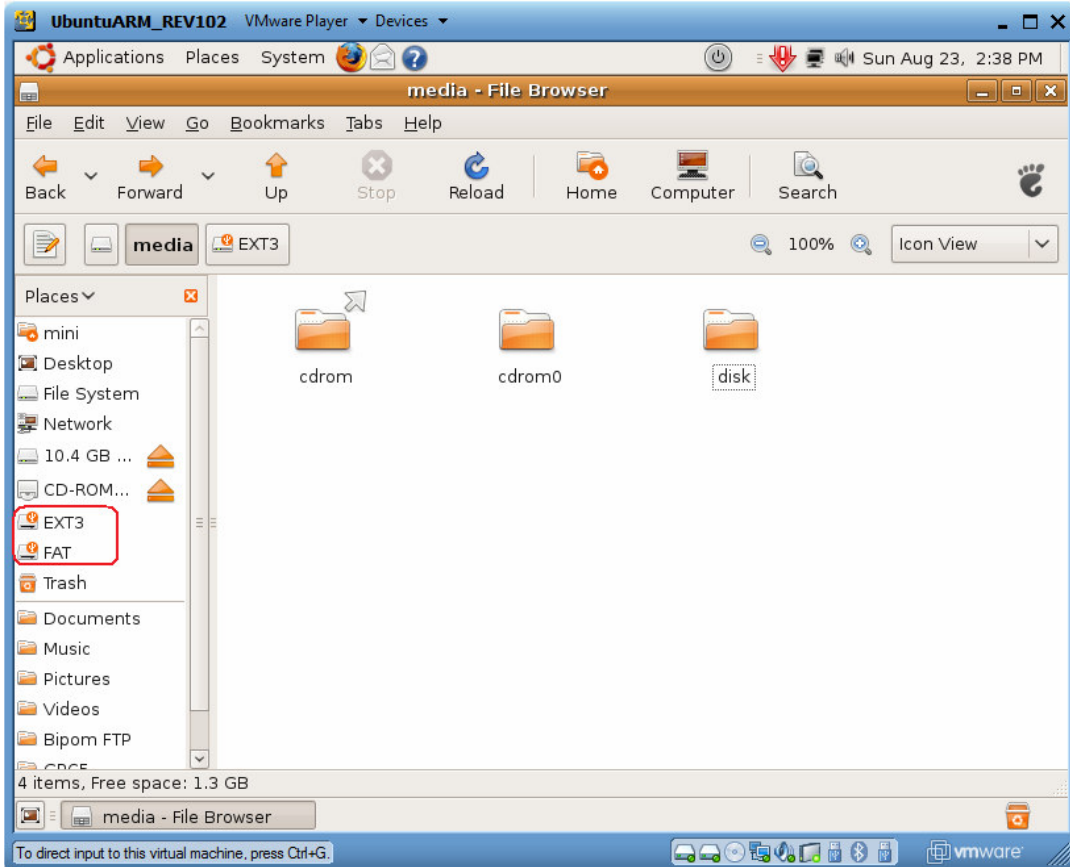 UbuntuARM_REV102 VMware Player Devices
Applications Places System Sun Aug 23, 2:38 PM
media - File Browser
File Edit View Go Bookmarks Tabs Help
Back Forward Up Stop Reload Home Computer Search
media EXT3 100% Icon View
Places
mini
Desktop
File System
Network
10.4 GB ...
CD-ROM...
EXT3
FAT
Trash
Documents
Music
Pictures
Videos
Bipom FTP
cdrom cdrom0 disk
4 items, Free space: 1.3 GB
media - File Browser
To direct input to this virtual machine, press Ctrl+G. vmware